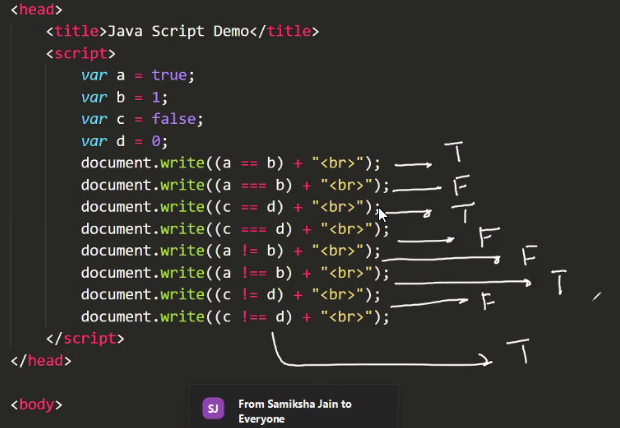 <head>
<title>Java Script Demo</title>
<script>
var a = true;
var b = 1;
var c = false;
var d = 0;
document.write((a == b) + "<br>"); T
document.write((a === b) + "<br>"); F
document.write((c == d) + "<br>"); T
document.write((c === d) + "<br>"); F
document.write((a != b) + "<br>"); F
document.write((a !== b) + "<br>"); T
document.write((c != d) + "<br>"); F
document.write((c !== d) + "<br>"); T
</script>
</head>
<body>
SJ From Samiksha Jain to
Everyone